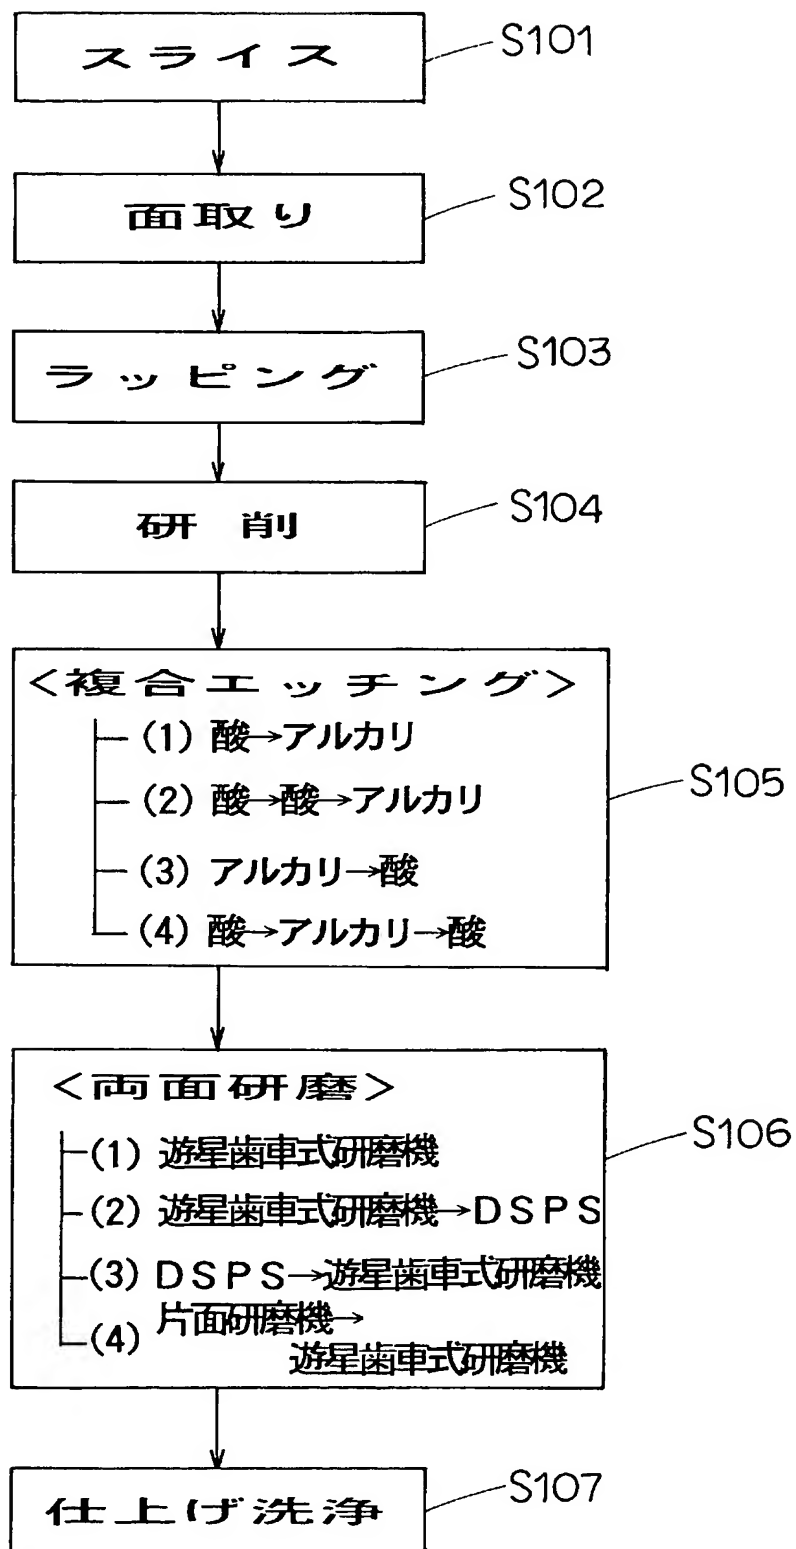 スライス
S101
面取り
S102
ラッピング
S103
研 削
S104
<複合エッチング>
(1) 酸→アルカリ
(2) 酸→酸→アルカリ
S105
(3) アルカリ→酸
(4) 酸→アルカリ→酸
<両面研磨>
S106
(1) 遊星歯車式研磨機
(2) 遊星歯車式研磨機→DSPS
(3) DSPS→遊星歯車式研磨機
(4) 片面研磨機→
遊星歯車式研磨機
S107
仕上げ洗浄